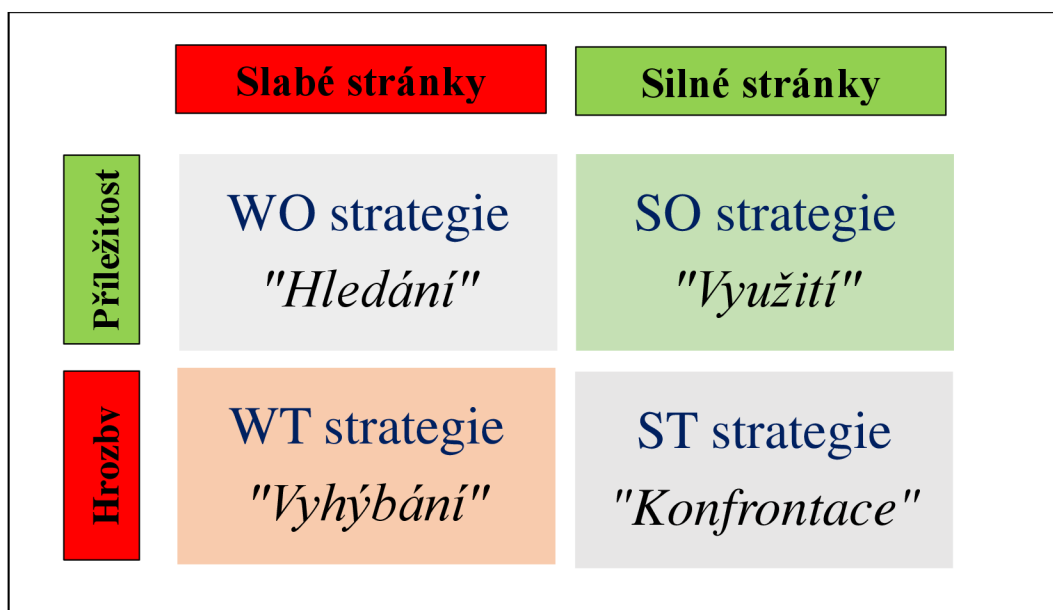 Slabé stránky
Silné stránky
Příležitost
WO strategie
"Hledání"
SO strategie
"Využití"
Hrozby
WT strategie
"Vyhýbání"
ST strategie
"Konfrontace"